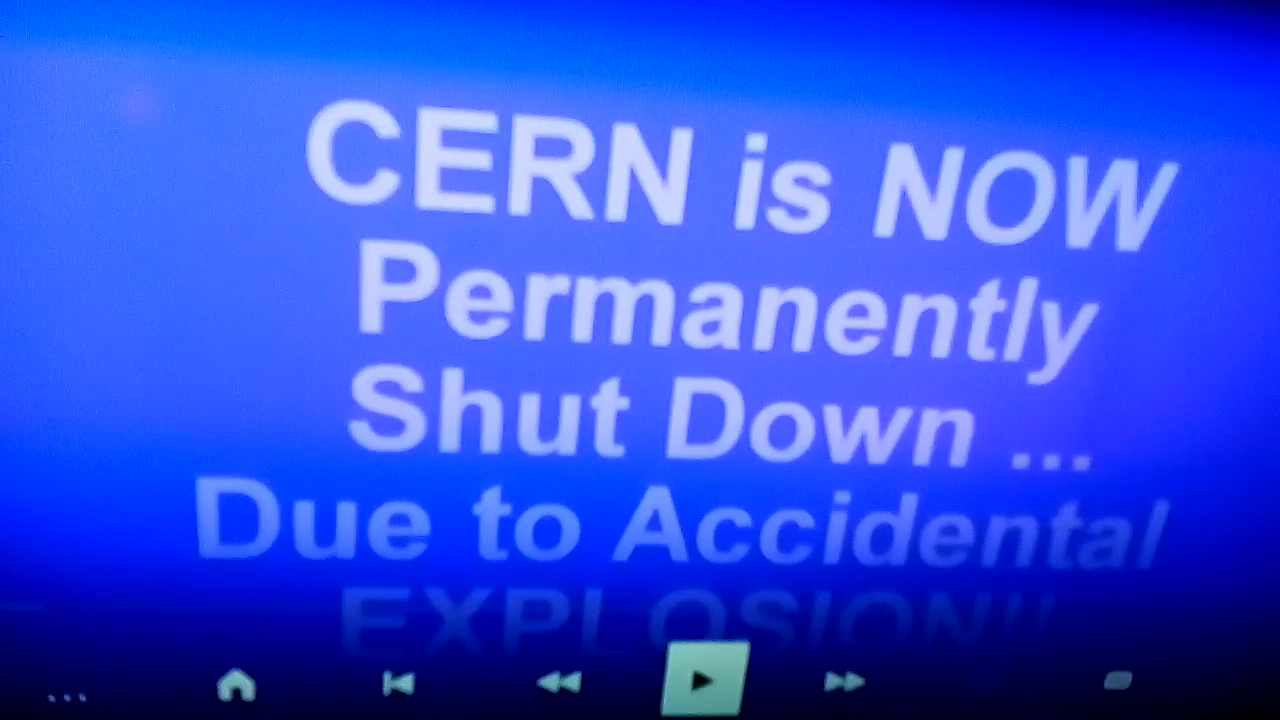 CERN is NOW
Permanently
Shut Down ...
Due to Accidental
EXPLOSION!!